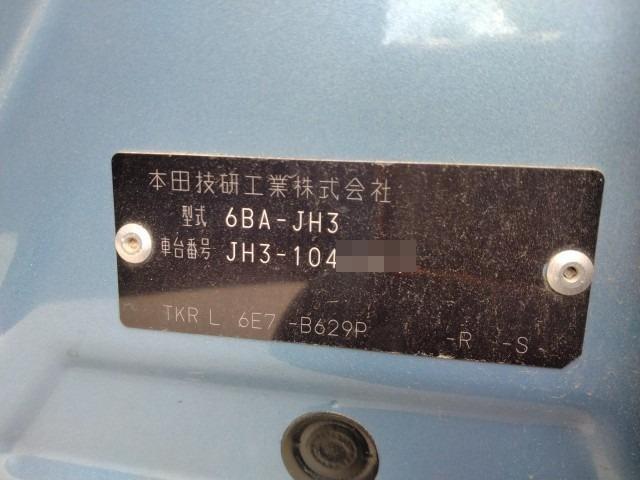 本田技研工業株式会社
型式 6BA-JH3
車台番号 JH3-104
TKR L 6E7 -B629P -R -S